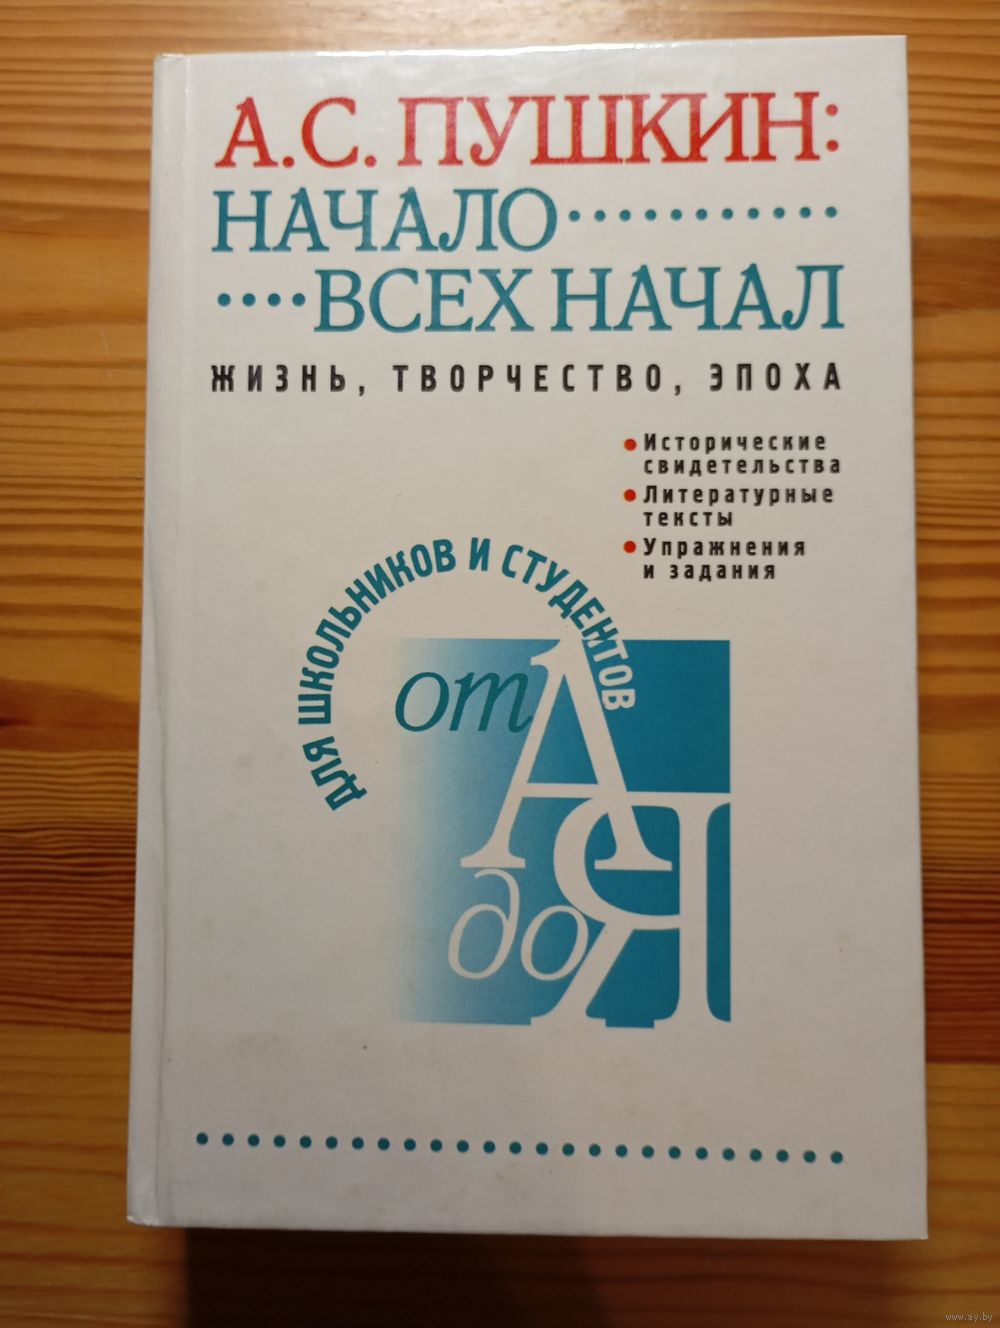 А.С. ПУШКИН:
НАЧАЛО...........
....ВСЕХ НАЧАЛ
ЖИЗНЬ, ТВОРЧЕСТВО, ЭПОХА
• Исторические
свидетельства
• Литературные
тексты
• Упражнения
и задания
ДЛЯ ШКОЛЬНИКОВ И СТУДЕНТОВ
от А
до Я
www.ay.by